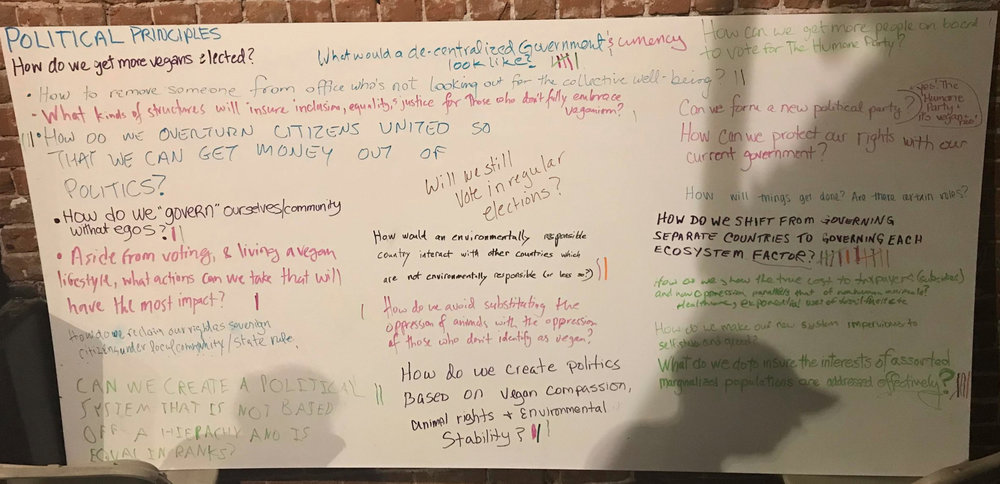 POLITICAL PRINCIPLES
How do we get more vegans elected?
What would a de-centralized Government & currency
look like?
How can we get more people on board
to vote for The Humane Party?
• How to remove someone from office who's not looking out for the collective well-being?
- What kinds of structures will insure inclusion, equality, justice for those who don't fully embrace
veganism?
• HOW DO WE OVERTURN CITIZENS UNITED SO
THAT WE CAN GET MONEY OUT OF
POLITICS?
Can we form a new political party?
yes! The
Humane
Party.
it's vegan
How can we protect our rights with our
current government?
Will we still
vote in regular
elections?
How will things get done? Are there certain roles?
• How do we "govern" ourselves/community
without egos?
• Aside from voting, & living a vegan
lifestyle, what actions can we take that will
have the most impact?
How do we reclaim our right as sovereign
citizens under local community/state rule.
CAN WE CREATE A POLITICAL
SYSTEM THAT IS NOT BASED
OFF A HIERACHY AND IS
EQUAL IN RANKS?
How would an environmentally responsible
country interact with other countries which
are not environmentally responsible (or less so?)
How do we avoid substituting the
oppression of animals with the oppression
of those who don't identify as vegan?
How do we create politics
BASED ON Vegan Compassion,
animal rights + Environmental
Stability?
HOW DO WE SHIFT FROM GOVERNING
SEPARATE COUNTRIES TO GOVERNING EACH
ECOSYSTEM FACTOR?
How do we show the true cost to taxpayers
and how oppression parallels that of nonhuman animals?
Healthcare, exponential
How do we make our new system impervious to
What do we do to insure the interests of assorted
marginalized populations are addressed effectively?